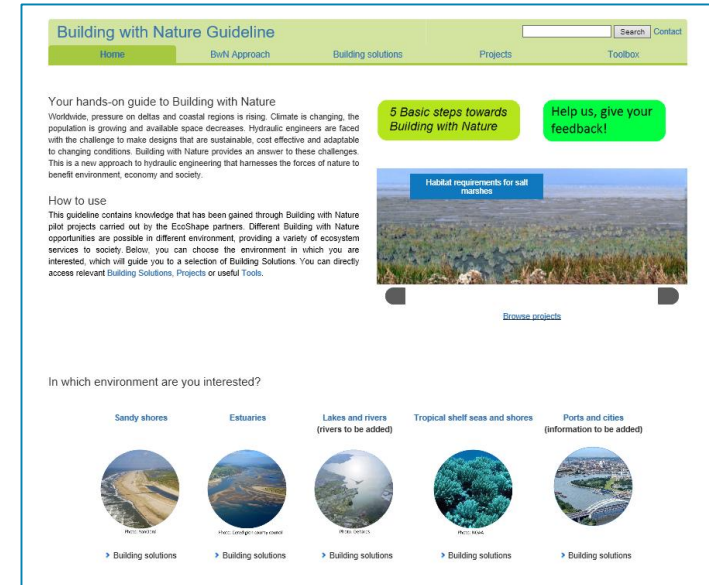 Building with Nature Guideline
Search Contact
Home BwN Approach Building solutions Projects Toolbox
Your hands-on guide to Building with Nature
Worldwide, pressure on deltas and coastal regions is rising. Climate is changing, the
population is growing and available space decreases. Hydraulic engineers are faced
with the challenge to make designs that are sustainable, cost effective and adaptable
to changing conditions. Building with Nature provides an answer to these challenges.
This is a new approach to hydraulic engineering that harnesses the forces of nature to
benefit environment, economy and society.
How to use
This guideline contains knowledge that has been gained through Building with Nature
pilot projects carried out by the EcoShape partners. Different Building with Nature
opportunities are possible in different environment, providing a variety of ecosystem
services to society. Below, you can choose the environment in which you are
interested, which will guide you to a selection of Building Solutions. You can directly
access relevant Building Solutions, Projects or useful Tools.
5 Basic steps towards
Building with Nature
Help us, give your
feedback!
Habitat requirements for salt
marshes
Browse projects
In which environment are you interested?
Sandy shores Estuaries Lakes and rivers Tropical shelf seas and shores Ports and cities
(rivers to be added) (information to be added)
Photo: Photo: county council Photo: Deltares Photo: NOAA
Building solutions Building solutions Building solutions Building solutions Building solutions